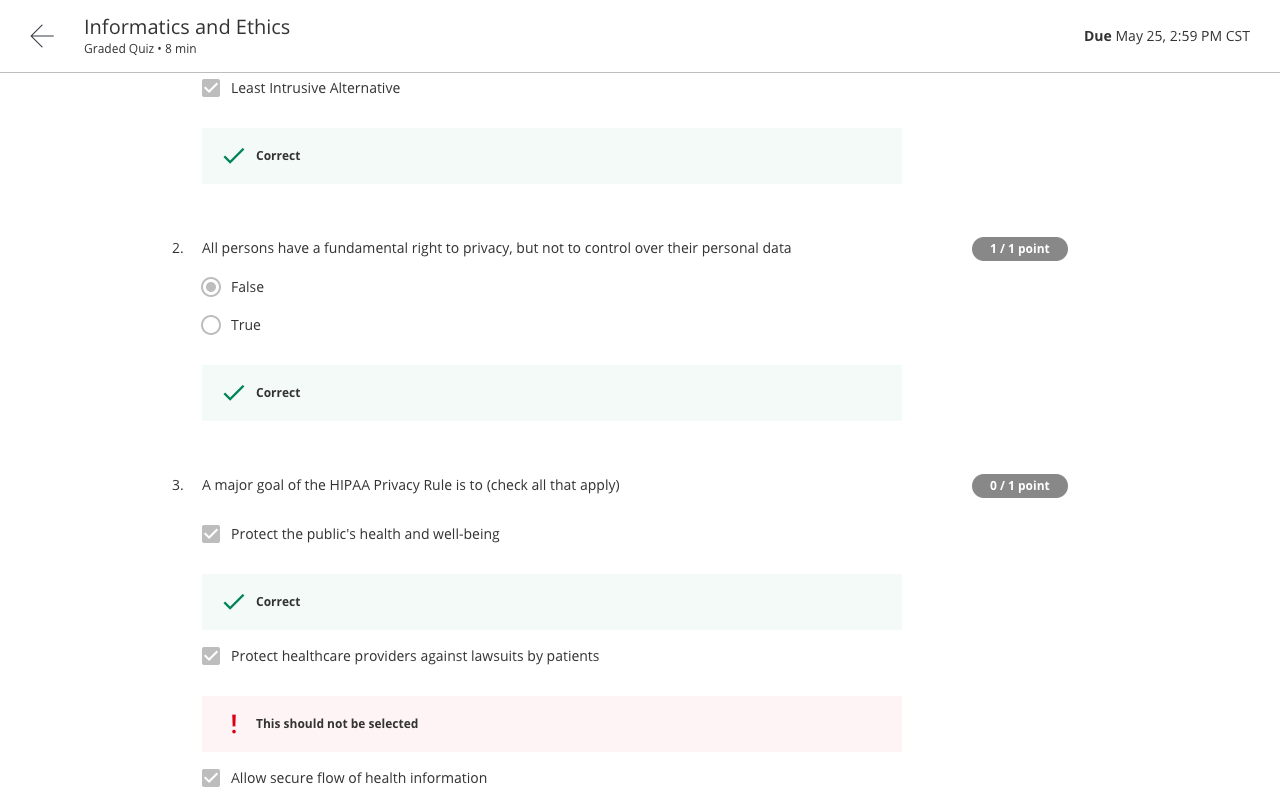 Informatics and Ethics
Graded Quiz • 8 min
Due May 25, 2:59 PM CST
Least Intrusive Alternative
Correct
2. All persons have a fundamental right to privacy, but not to control over their personal data
1 / 1 point
False
True
Correct
3. A major goal of the HIPAA Privacy Rule is to (check all that apply)
0 / 1 point
Protect the public's health and well-being
Correct
Protect healthcare providers against lawsuits by patients
This should not be selected
Allow secure flow of health information